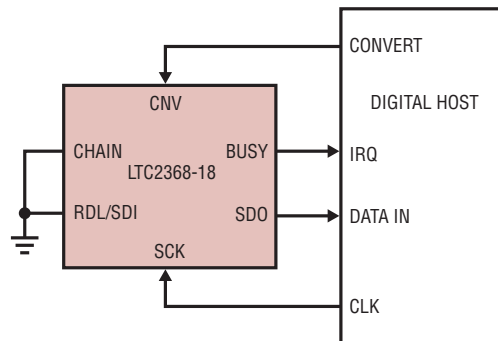 CONVERT
CNV
DIGITAL HOST
CHAIN
BUSY
IRQ
LTC2368-18
RDL/SDI
SDO
DATA IN
SCK
CLK